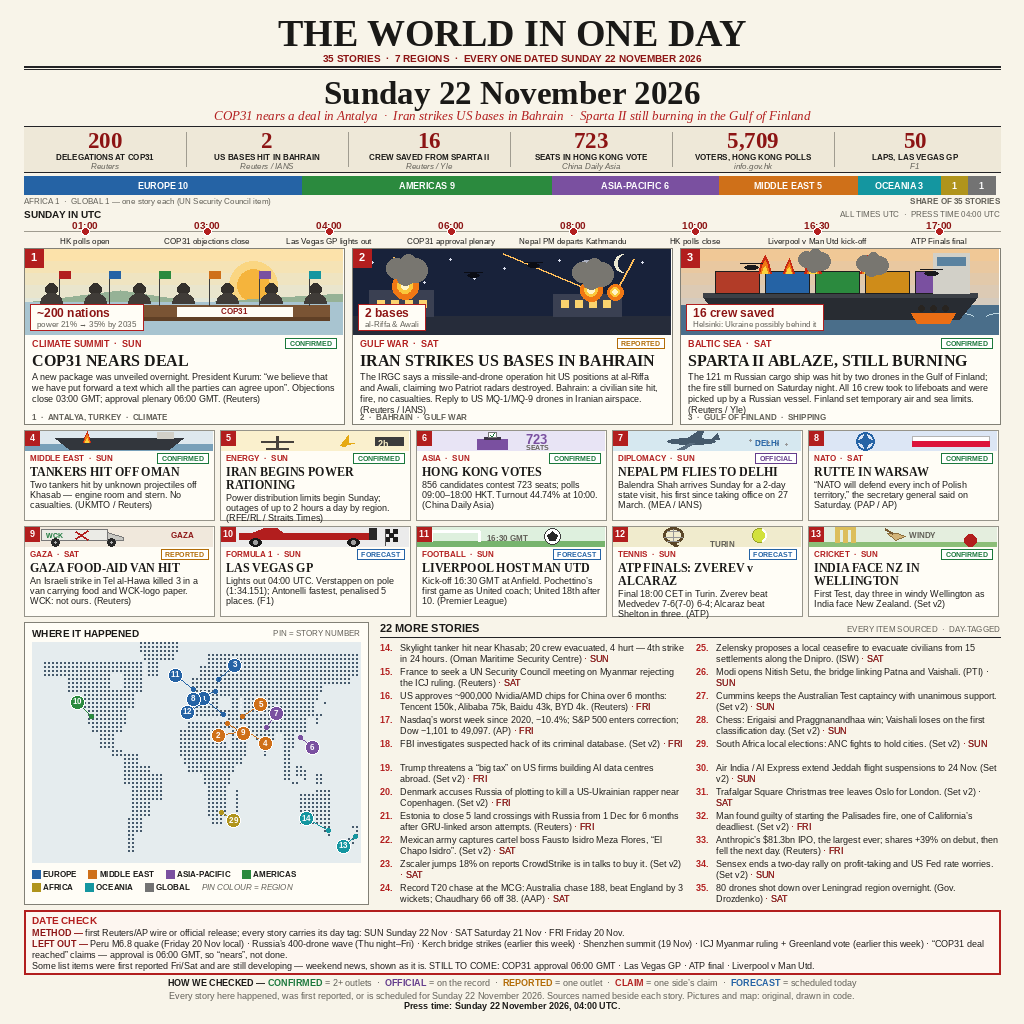 THE WORLD IN ONE DAY
35 STORIES · 7 REGIONS · EVERY ONE DATED SUNDAY 22 NOVEMBER 2026
Sunday 22 November 2026
COP31 nears a deal in Antalya · Iran strikes US bases in Bahrain · Sparta II still burning in the Gulf of Finland
200
DELEGATIONS AT COP31
Reuters
2
US BASES HIT IN BAHRAIN
Reuters / IANS
16
CREW SAVED FROM SPARTA II
Reuters / Yle
723
SEATS IN HONG KONG VOTE
China Daily Asia
5,709
VOTERS, HONG KONG POLLS
info.gov.hk
50
LAPS, LAS VEGAS GP
F1
EUROPE 10
AMERICAS 9
ASIA-PACIFIC 6
MIDDLE EAST 5
OCEANIA 3
1
1
AFRICA 1 · GLOBAL 1 — one story each (UN Security Council item)
SHARE OF 35 STORIES
SUNDAY IN UTC
ALL TIMES UTC · PRESS TIME 04:00 UTC
01:00
HK polls open
03:00
COP31 objections close
04:00
Las Vegas GP lights out
06:00
COP31 approval plenary
08:00
Nepal PM departs Kathmandu
10:00
HK polls close
16:30
Liverpool v Man Utd kick-off
17:00
ATP Finals final
1
COP31
~200 nations
power 21% → 35% by 2035
CLIMATE SUMMIT · SUN
CONFIRMED
COP31 NEARS DEAL
A new package was unveiled overnight. President Kurum: “we believe that
we have put forward a text which all the parties can agree upon”. Objections
close 03:00 GMT; approval plenary 06:00 GMT. (Reuters)
1 · ANTALYA, TURKEY · CLIMATE
2
2 bases
al-Riffa & Awali
GULF WAR · SAT
REPORTED
IRAN STRIKES US BASES IN BAHRAIN
The IRGC says a missile-and-drone operation hit US positions at al-Riffa
and Awali, claiming two Patriot radars destroyed. Bahrain: a civilian site hit,
fire, no casualties. Reply to US MQ-1/MQ-9 drones in Iranian airspace.
(Reuters / IANS)
2 · BAHRAIN · GULF WAR
3
16 crew saved
Helsinki: Ukraine possibly behind it
BALTIC SEA · SAT
CONFIRMED
SPARTA II ABLAZE, STILL BURNING
The 121 m Russian cargo ship was hit by two drones in the Gulf of Finland;
the fire still burned on Saturday night. All 16 crew took to lifeboats and were
picked up by a Russian vessel. Finland set temporary air and sea limits.
(Reuters / Yle)
3 · GULF OF FINLAND · SHIPPING
4
MIDDLE EAST · SUN
CONFIRMED
TANKERS HIT OFF OMAN
Two tankers hit by unknown projectiles off
Khasab — engine room and stern. No
casualties. (UKMTO / Reuters)
5
2h
ENERGY · SUN
CONFIRMED
IRAN BEGINS POWER
RATIONING
Power distribution limits begin Sunday;
outages of up to 2 hours a day by region.
(RFE/RL / Straits Times)
6
723
SEATS
ASIA · SUN
CONFIRMED
HONG KONG VOTES
856 candidates contest 723 seats; polls
09:00–18:00 HKT. Turnout 44.74% at 10:00.
(China Daily Asia)
7
DELHI
DIPLOMACY · SUN
OFFICIAL
NEPAL PM FLIES TO DELHI
Balendra Shah arrives Sunday for a 2-day
state visit, his first since taking office on 27
March. (MEA / IANS)
8
NATO · SAT
CONFIRMED
RUTTE IN WARSAW
“NATO will defend every inch of Polish
territory,” the secretary general said on
Saturday. (PAP / AP)
9
WCK
GAZA
GAZA · SAT
REPORTED
GAZA FOOD-AID VAN HIT
An Israeli strike in Tel al-Hawa killed 3 in a
van carrying food and WCK-logo paper.
WCK: not ours. (Reuters)
10
FORMULA 1 · SUN
FORECAST
LAS VEGAS GP
Lights out 04:00 UTC. Verstappen on pole
(1:34.151); Antonelli fastest, penalised 5
places. (F1)
11
16:30 GMT
FOOTBALL · SUN
FORECAST
LIVERPOOL HOST MAN UTD
Kick-off 16:30 GMT at Anfield. Pochettino's
first game as United coach; United 18th after
10. (Premier League)
12
TURIN
TENNIS · SUN
FORECAST
ATP FINALS: ZVEREV v
ALCARAZ
Final 18:00 CET in Turin. Zverev beat
Medvedev 7-6(7-0) 6-4; Alcaraz beat
Shelton in three. (ATP)
13
WINDY
CRICKET · SUN
CONFIRMED
INDIA FACE NZ IN
WELLINGTON
First Test, day three in windy Wellington as
India face New Zealand. (Set v2)
WHERE IT HAPPENED
PIN = STORY NUMBER
3
11
8
12
10
5
7
2
9
4
6
29
14
13
EUROPE
MIDDLE EAST
ASIA-PACIFIC
AMERICAS
AFRICA
OCEANIA
GLOBAL
PIN COLOUR = REGION
22 MORE STORIES
EVERY ITEM SOURCED · DAY-TAGGED
14. Skylight tanker hit near Khasab; 20 crew evacuated, 4 hurt — 4th strike
in 24 hours. (Oman Maritime Security Centre) · SUN
15. France to seek a UN Security Council meeting on Myanmar rejecting
the ICJ ruling. (Reuters) · SAT
16. US approves ~900,000 Nvidia/AMD chips for China over 6 months:
Tencent 150k, Alibaba 75k, Baidu 43k, BYD 4k. (Reuters) · FRI
17. Nasdaq's worst week since 2020, −10.4%; S&P 500 enters correction;
Dow −1,101 to 49,097. (AP) · FRI
18. FBI investigates suspected hack of its criminal database. (Set v2) · FRI
19. Trump threatens a “big tax” on US firms building AI data centres
abroad. (Set v2) · FRI
20. Denmark accuses Russia of plotting to kill a US-Ukrainian rapper near
Copenhagen. (Set v2) · FRI
21. Estonia to close 5 land crossings with Russia from 1 Dec for 6 months
after GRU-linked arson attempts. (Reuters) · FRI
22. Mexican army captures cartel boss Fausto Isidro Meza Flores, “El
Chapo Isidro”. (Set v2) · SAT
23. Zscaler jumps 18% on reports CrowdStrike is in talks to buy it. (Set v2)
· SAT
24. Record T20 chase at the MCG: Australia chase 188, beat England by 3
wickets; Chaudhary 66 off 38. (AAP) · SAT
25. Zelensky proposes a local ceasefire to evacuate civilians from 15
settlements along the Dnipro. (ISW) · SAT
26. Modi opens Nitish Setu, the bridge linking Patna and Vaishali. (PTI) ·
SUN
27. Cummins keeps the Australian Test captaincy with unanimous support.
(Set v2) · SUN
28. Chess: Erigaisi and Praggnanandhaa win; Vaishali loses on the first
classification day. (Set v2) · SUN
29. South Africa local elections: ANC fights to hold cities. (Set v2) · SUN
30. Air India / AI Express extend Jeddah flight suspensions to 24 Nov. (Set
v2) · SUN
31. Trafalgar Square Christmas tree leaves Oslo for London. (Set v2) ·
SAT
32. Man found guilty of starting the Palisades fire, one of California's
deadliest. (Set v2) · FRI
33. Anthropic's $81.3bn IPO, the largest ever; shares +39% on debut, then
fell the next day. (Reuters) · FRI
34. Sensex ends a two-day rally on profit-taking and US Fed rate worries.
(Set v2) · FRI
35. 80 drones shot down over Leningrad region overnight. (Gov.
Drozdenko) · SAT
DATE CHECK
METHOD — first Reuters/AP wire or official release; every story carries its day tag: SUN Sunday 22 Nov · SAT Saturday 21 Nov · FRI Friday 20 Nov.
LEFT OUT — Peru M6.8 quake (Friday 20 Nov local) · Russia's 400-drone wave (Thu night–Fri) · Kerch bridge strikes (earlier this week) · Shenzhen summit (19 Nov) · ICJ Myanmar ruling + Greenland vote (earlier this week) · “COP31 deal
reached” claims — approval is 06:00 GMT, so “nears”, not done.
Some list items were first reported Fri/Sat and are still developing — weekend news, shown as it is. STILL TO COME: COP31 approval 06:00 GMT · Las Vegas GP · ATP final · Liverpool v Man Utd.
HOW WE CHECKED — CONFIRMED = 2+ outlets · OFFICIAL = on the record · REPORTED = one outlet · CLAIM = one side's claim · FORECAST = scheduled today
Every story here happened, was first reported, or is scheduled for Sunday 22 November 2026. Sources named beside each story. Pictures and map: original, drawn in code.
Press time: Sunday 22 November 2026, 04:00 UTC.